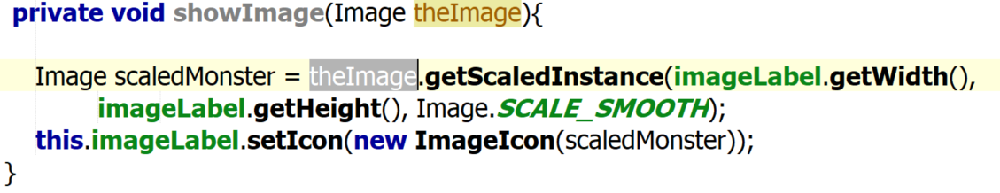 private void showImage(Image theImage){
Image scaledMonster = theImage.getScaledInstance(imageLabel.getWidth(),
imageLabel.getHeight(), Image.SCALE_SMOOTH);
this.imageLabel.setIcon(new ImageIcon(scaledMonster));
}